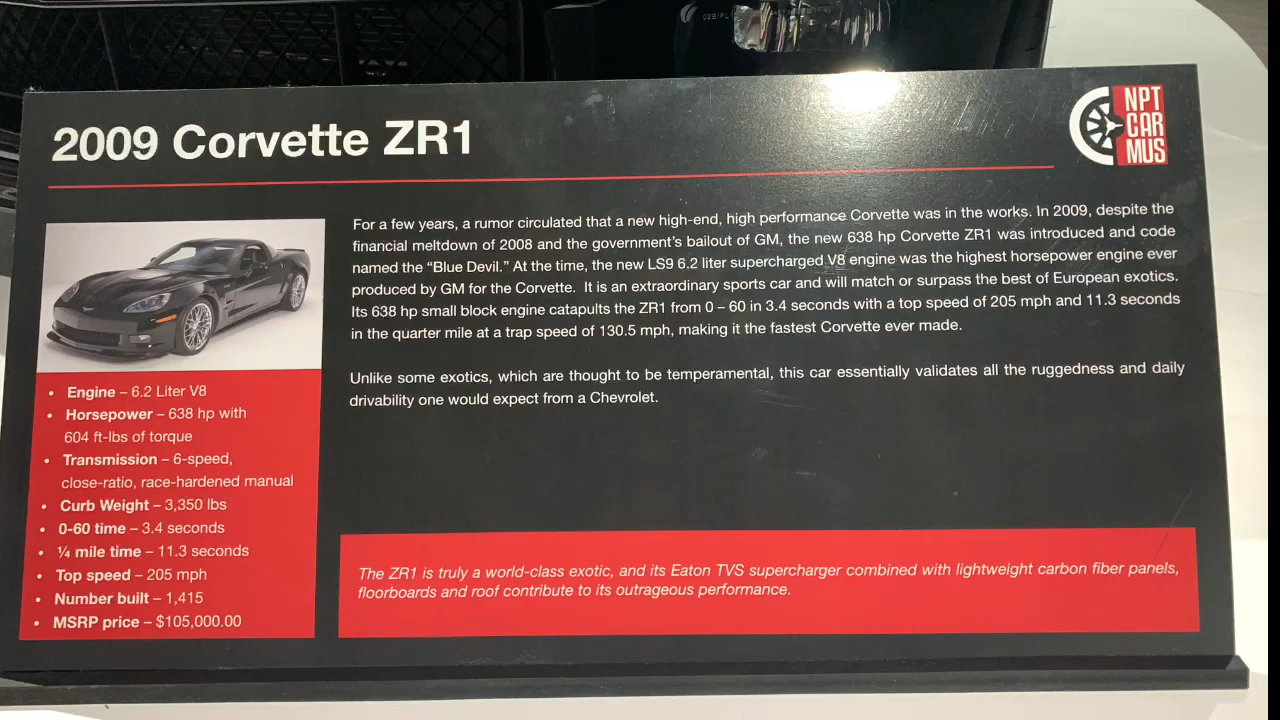 2009 Corvette ZR1
NPT
CAR
MUS
For a few years, a rumor circulated that a new high-end, high performance Corvette was in the works. In 2009, despite the
financial meltdown of 2008 and the government's bailout of GM, the new 638 hp Corvette ZR1 was introduced and code
named the “Blue Devil.” At the time, the new LS9 6.2 liter supercharged V8 engine was the highest horsepower engine ever
produced by GM for the Corvette. It is an extraordinary sports car and will match or surpass the best of European exotics.
Its 638 hp small block engine catapults the ZR1 from 0 – 60 in 3.4 seconds with a top speed of 205 mph and 11.3 seconds
in the quarter mile at a trap speed of 130.5 mph, making it the fastest Corvette ever made.
Unlike some exotics, which are thought to be temperamental, this car essentially validates all the ruggedness and daily
drivability one would expect from a Chevrolet.
• Engine – 6.2 Liter V8
• Horsepower – 638 hp with
604 ft-lbs of torque
• Transmission – 6-speed,
close-ratio, race-hardened manual
• Curb Weight – 3,350 lbs
• 0-60 time – 3.4 seconds
• ¼ mile time – 11.3 seconds
• Top speed – 205 mph
• Number built – 1,415
• MSRP price – $105,000.00
The ZR1 is truly a world-class exotic, and its Eaton TVS supercharger combined with lightweight carbon fiber panels,
floorboards and roof contribute to its outrageous performance.